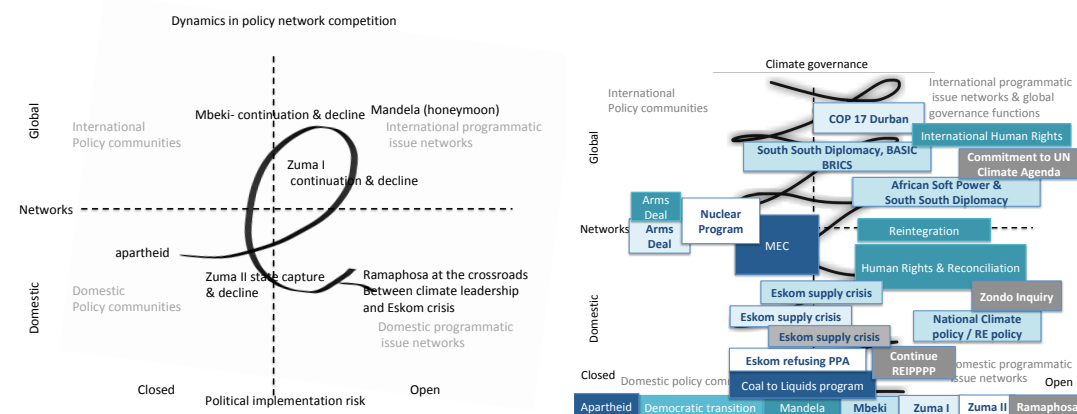 Dynamics in policy network competition
Global
Mbeki- continuation & decline
Mandela (honeymoon)
International
Policy communities
International programmatic
issue networks
Zuma I
continuation & decline
Networks
apartheid
Domestic
Zuma II state capture
& decline
Ramaphosa at the crossroads
Between climate leadership
and Eskom crisis
Domestic
Policy communities
Domestic programmatic
issue networks
Closed
Open
Political implementation risk
Climate governance
International
Policy communities
International programmatic
issue networks & global
governance functions
Global
COP 17 Durban
International Human Rights
South South Diplomacy, BASIC
BRICS
Commitment to UN
Climate Agenda
African Soft Power &
South South Diplomacy
Arms
Deal
Arms
Deal
Nuclear
Program
Networks
MEC
Reintegration
Human Rights & Reconciliation
Domestic
Eskom supply crisis
Zondo Inquiry
Eskom supply crisis
National Climate
policy / RE policy
Eskom supply crisis
Eskom refusing PPA
Continue
REIPPPP
omestic programmatic
issue networks
Closed
Domestic policy com
Open
Coal to Liquids program
Apartheid
Democratic transition
Mandela
Mbeki
Zuma I
Zuma II
Ramaphosa